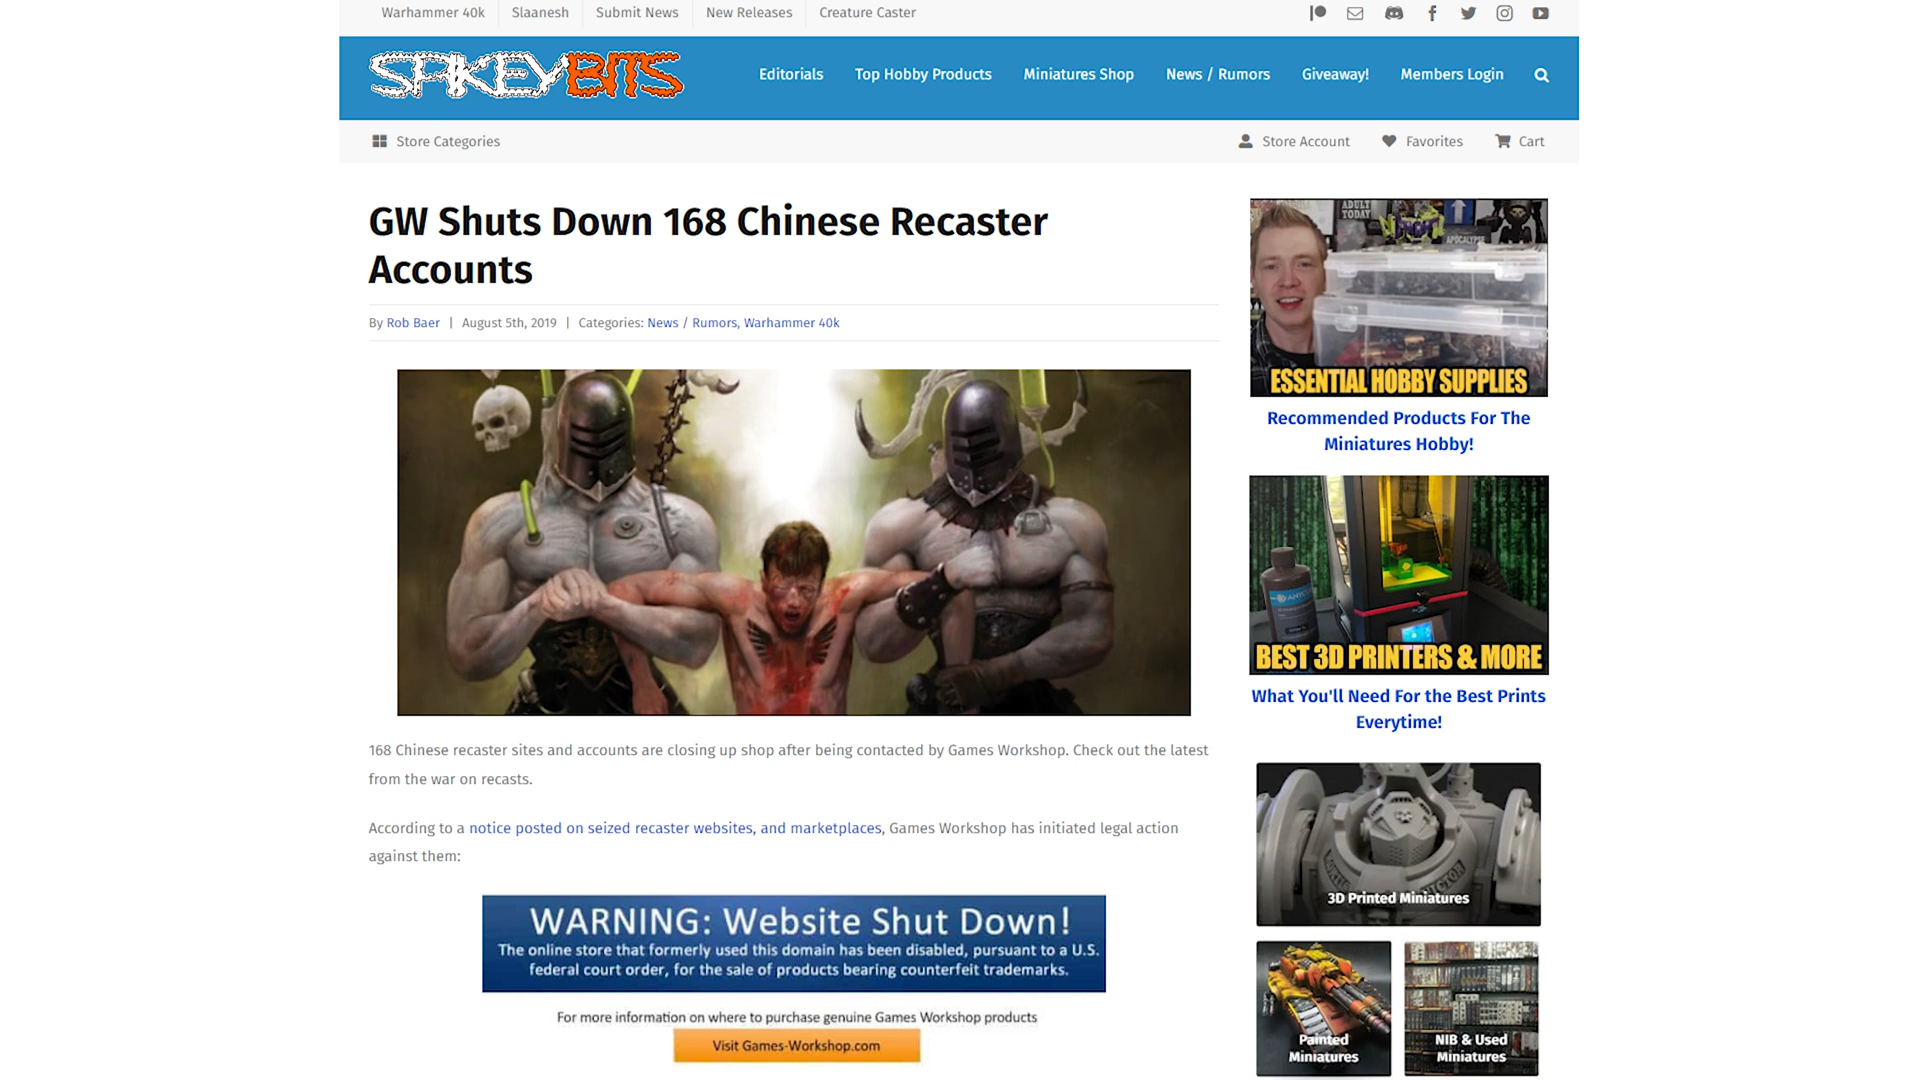 Warhammer 40k
Slaanesh
Submit News
New Releases
Creature Caster
SPIKEYBITS
Editorials
Top Hobby Products
Miniatures Shop
News / Rumors
Giveaway!
Members Login
Store Categories
Store Account
Favorites
Cart
GW Shuts Down 168 Chinese Recaster
Accounts
By Rob Baer | August 5th, 2019 | Categories: News / Rumors, Warhammer 40k
168 Chinese recaster sites and accounts are closing up shop after being contacted by Games Workshop. Check out the latest
from the war on recasts.
According to a notice posted on seized recaster websites, and marketplaces, Games Workshop has initiated legal action
against them:
WARNING: Website Shut Down!
The online store that formerly used this domain has been disabled, pursuant to a U.S.
federal court order, for the sale of products bearing counterfeit trademarks.
For more information on where to purchase genuine Games Workshop products
Visit Games-Workshop.com
ADULT
TODAY
APOCALYPSE
ESSENTIAL HOBBY SUPPLIES
Recommended Products For The
Miniatures Hobby!
BEST 3D PRINTERS & MORE
What You'll Need For the Best Prints
Everytime!
3D Printed Miniatures
Painted
Miniatures
NIB & Used
Miniatures